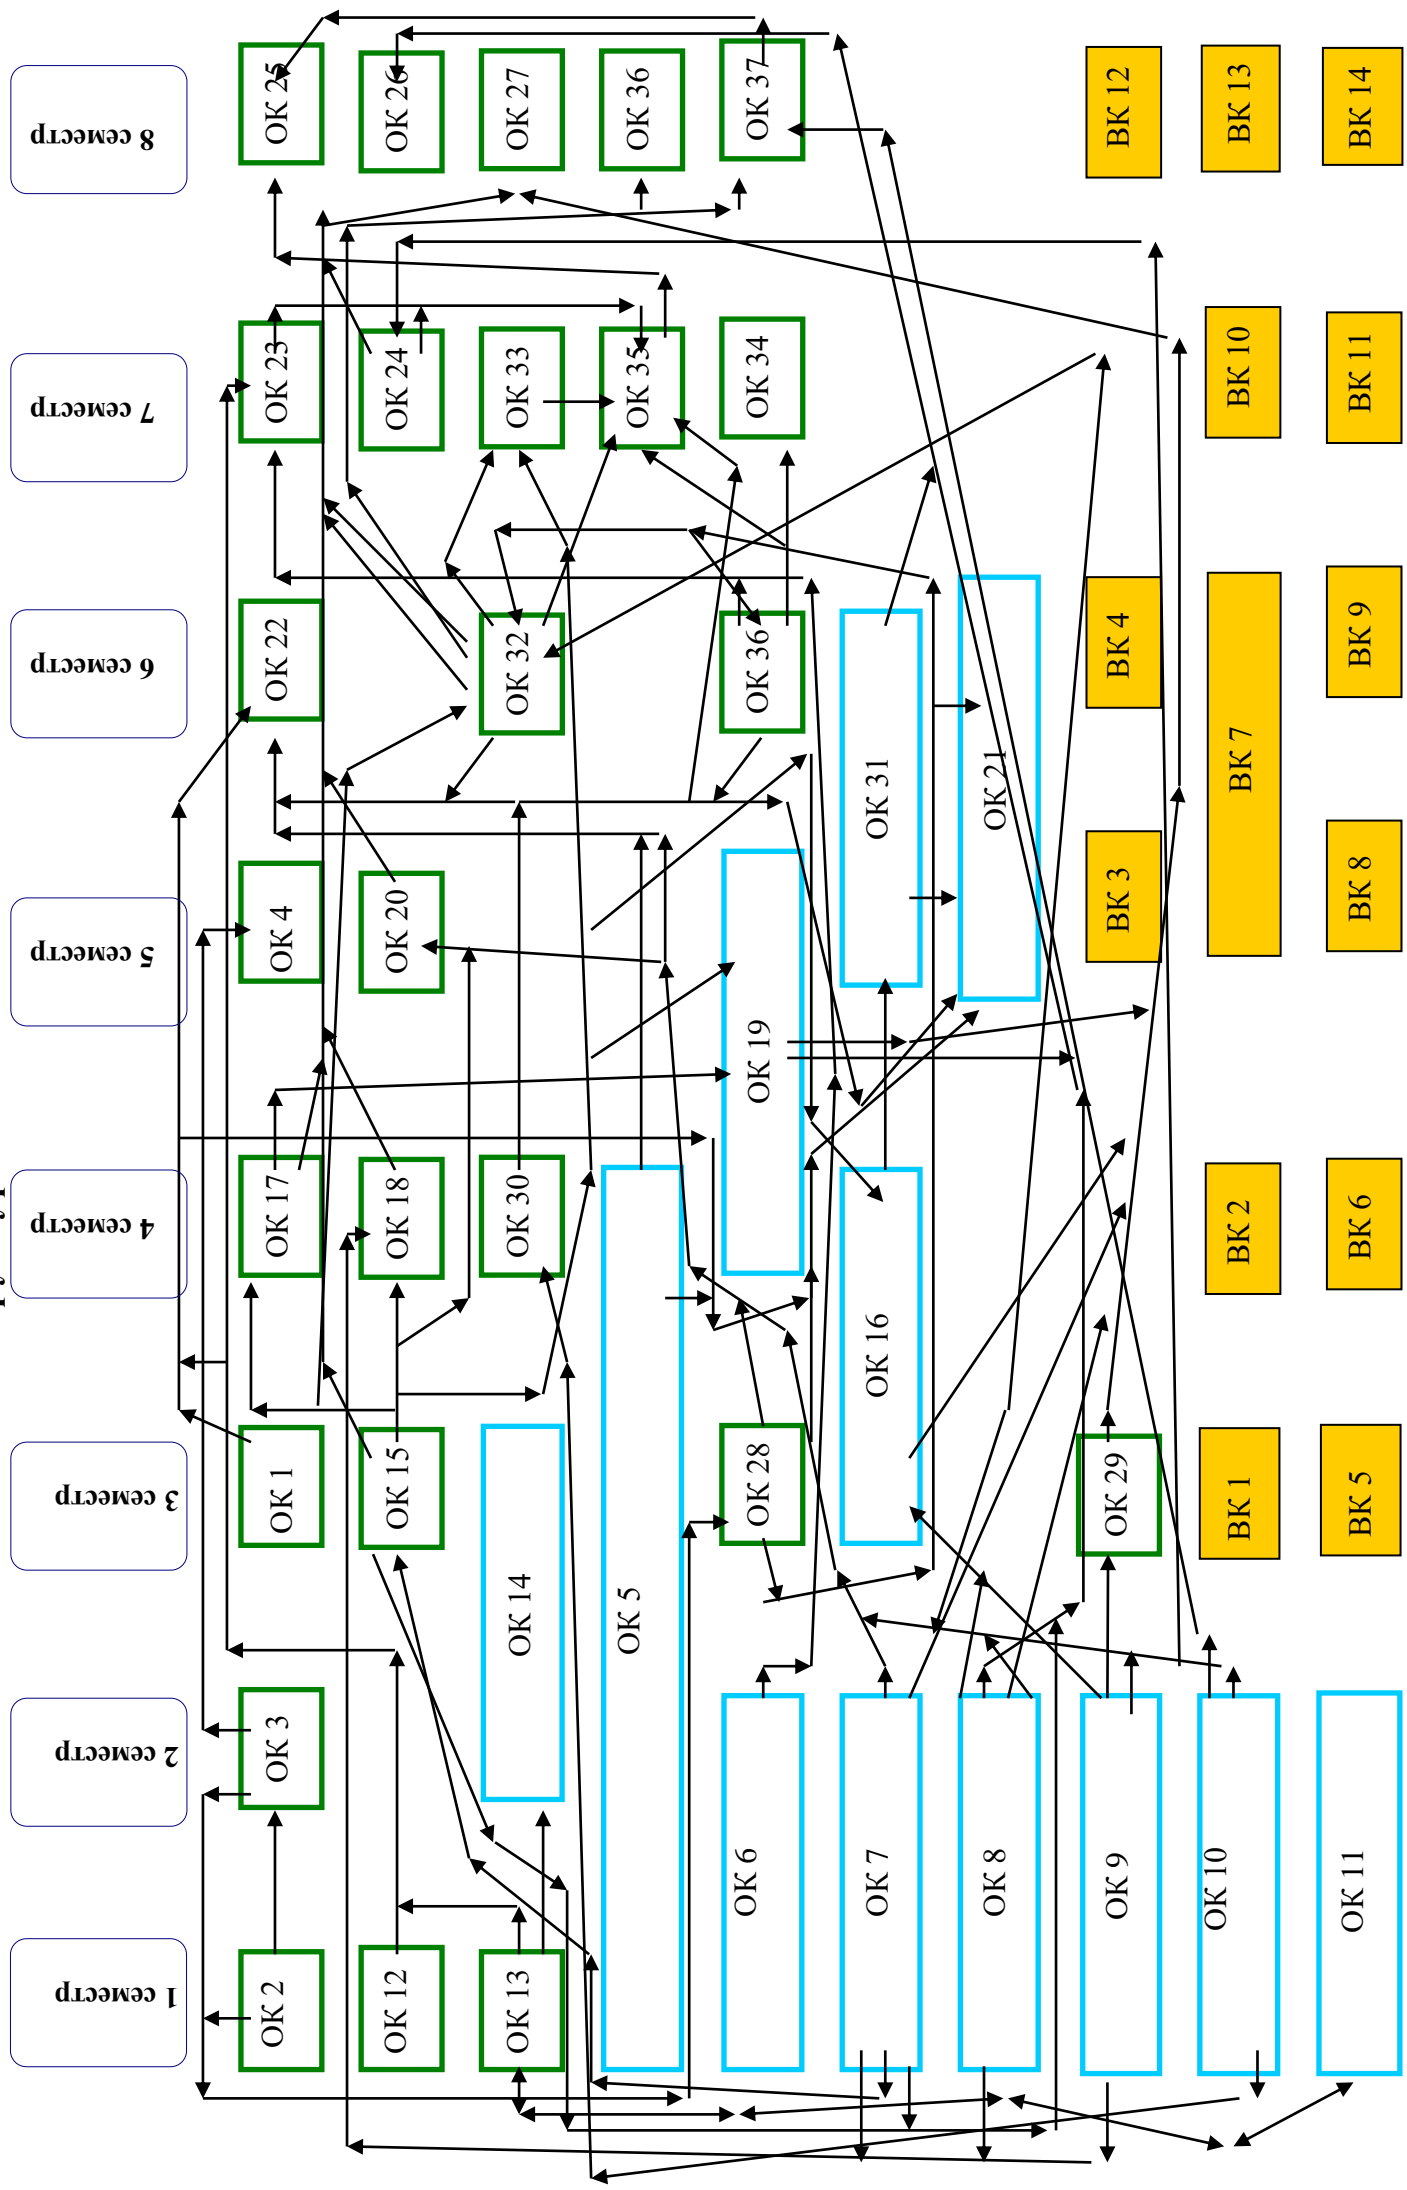 1 семестр
2 семестр
3 семестр
4 семестр
5 семестр
6 семестр
7 семестр
8 семестр
ОК 2
ОК 3
ОК 1
ОК 17
ОК 4
ОК 22
ОК 23
ОК 25
ОК 12
ОК 15
ОК 18
ОК 20
ОК 24
ОК 26
ОК 13
ОК 14
ОК 30
ОК 32
ОК 33
ОК 27
ОК 5
ОК 35
ОК 36
ОК 6
ОК 28
ОК 19
ОК 36
ОК 34
ОК 37
ОК 7
ОК 16
ОК 31
ОК 8
ОК 21
ОК 9
ОК 29
ВК 3
ВК 4
ВК 12
ОК 10
ВК 1
ВК 2
ВК 7
ВК 10
ВК 13
ОК 11
ВК 5
ВК 6
ВК 8
ВК 9
ВК 11
ВК 14